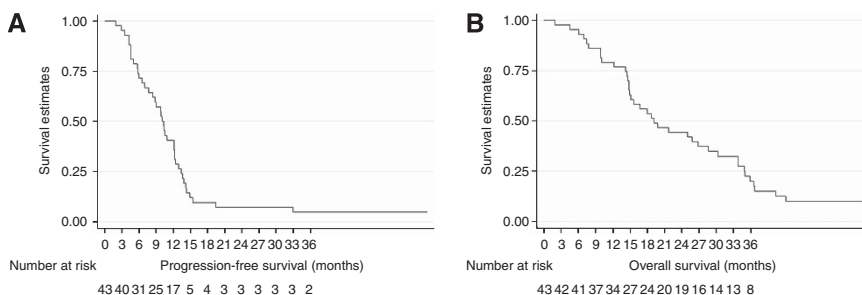 A
1.00
0.75
0.50
0.25
0.00
Survival estimates
0 3 6 9 12 15 18 21 24 27 30 33 36
Number at risk Progression-free survival (months)
43 40 31 25 17 5 4 3 3 3 3 3 2
B
1.00
0.75
0.50
0.25
0.00
Survival estimates
0 3 6 9 12 15 18 21 24 27 30 33 36
Number at risk Overall survival (months)
43 42 41 37 34 27 24 20 19 16 14 13 8